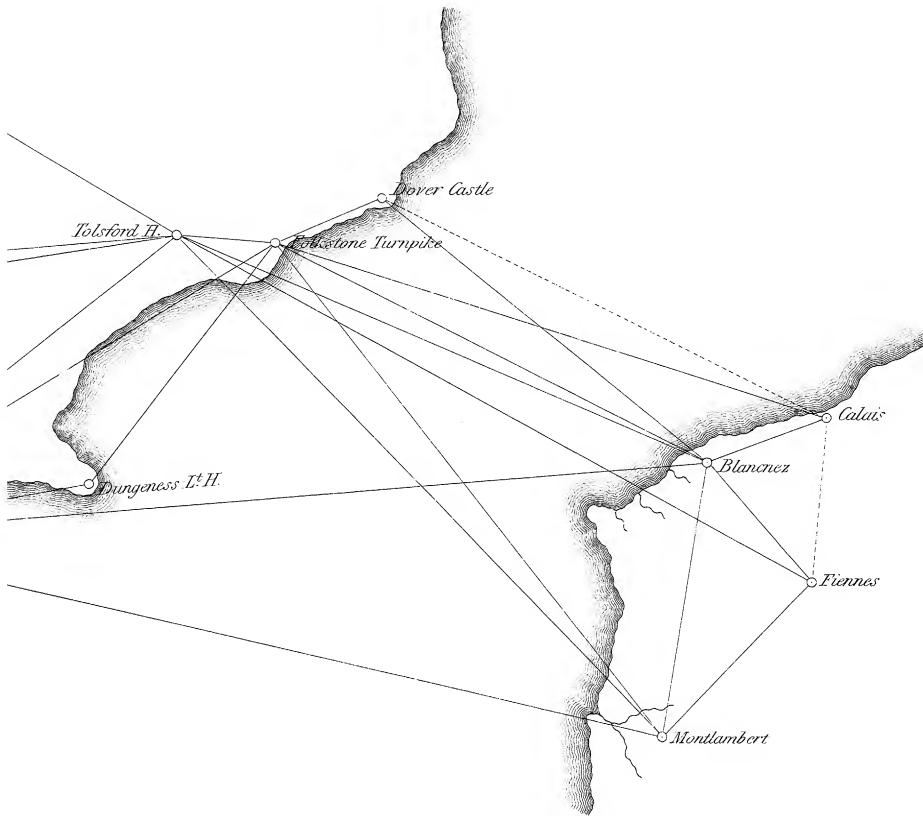 Dover Castle
Tolsford H.
Folkstone Turnpike
Calais
Blancnez
Dungeness Lt. H.
Fiennes
Montlambert